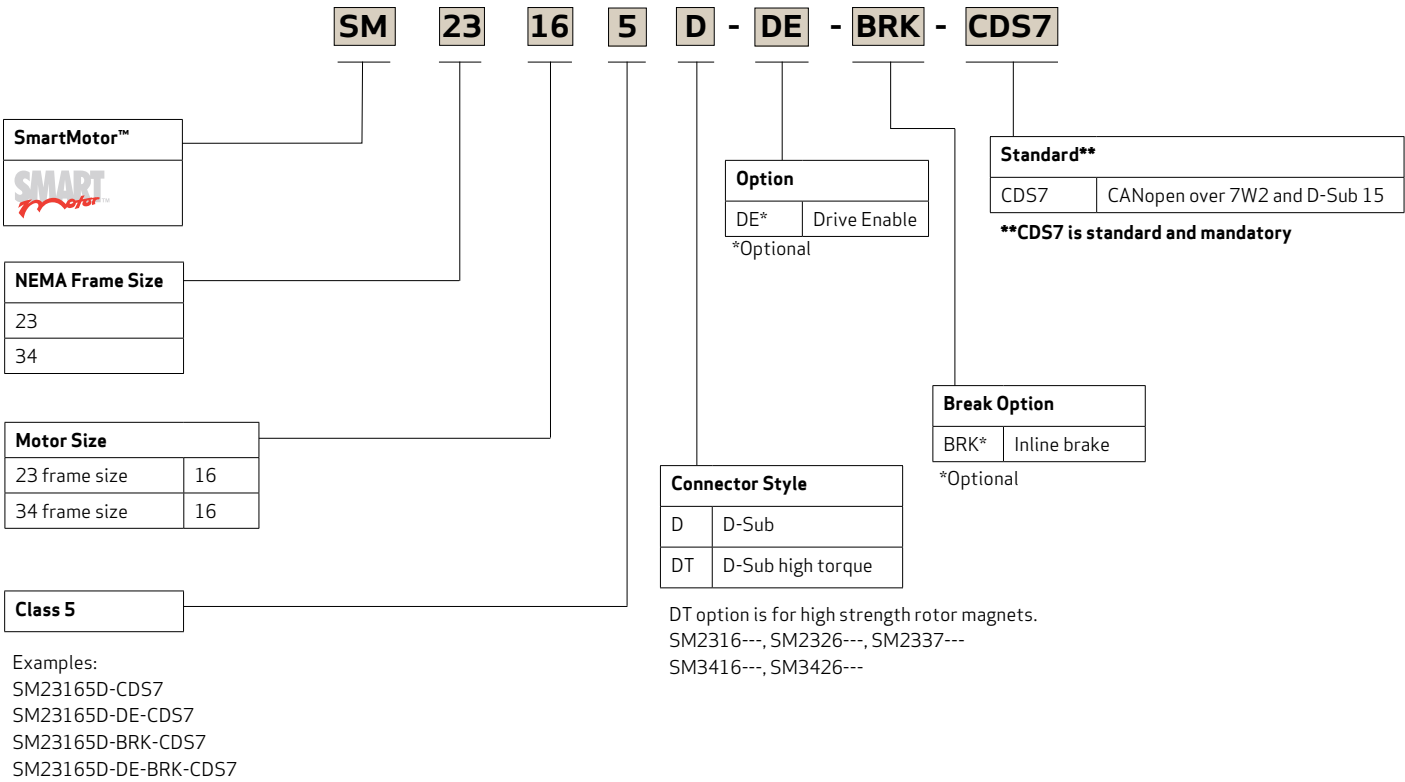 SM 23 16 5 D - DE - BRK - CDS7
SmartMotor™
SMART
motor™
NEMA Frame Size
23
34
Motor Size
23 frame size 16
34 frame size 16
Class 5
Examples:
SM23165D-CDS7
SM23165D-DE-CDS7
SM23165D-BRK-CDS7
SM23165D-DE-BRK-CDS7
Connector Style
D D-Sub
DT D-Sub high torque
DT option is for high strength rotor magnets.
SM2316---, SM2326---, SM2337---
SM3416---, SM3426---
Option
DE* Drive Enable
*Optional
Break Option
BRK* Inline brake
*Optional
Standard**
CDS7 CANopen over 7W2 and D-Sub 15
**CDS7 is standard and mandatory